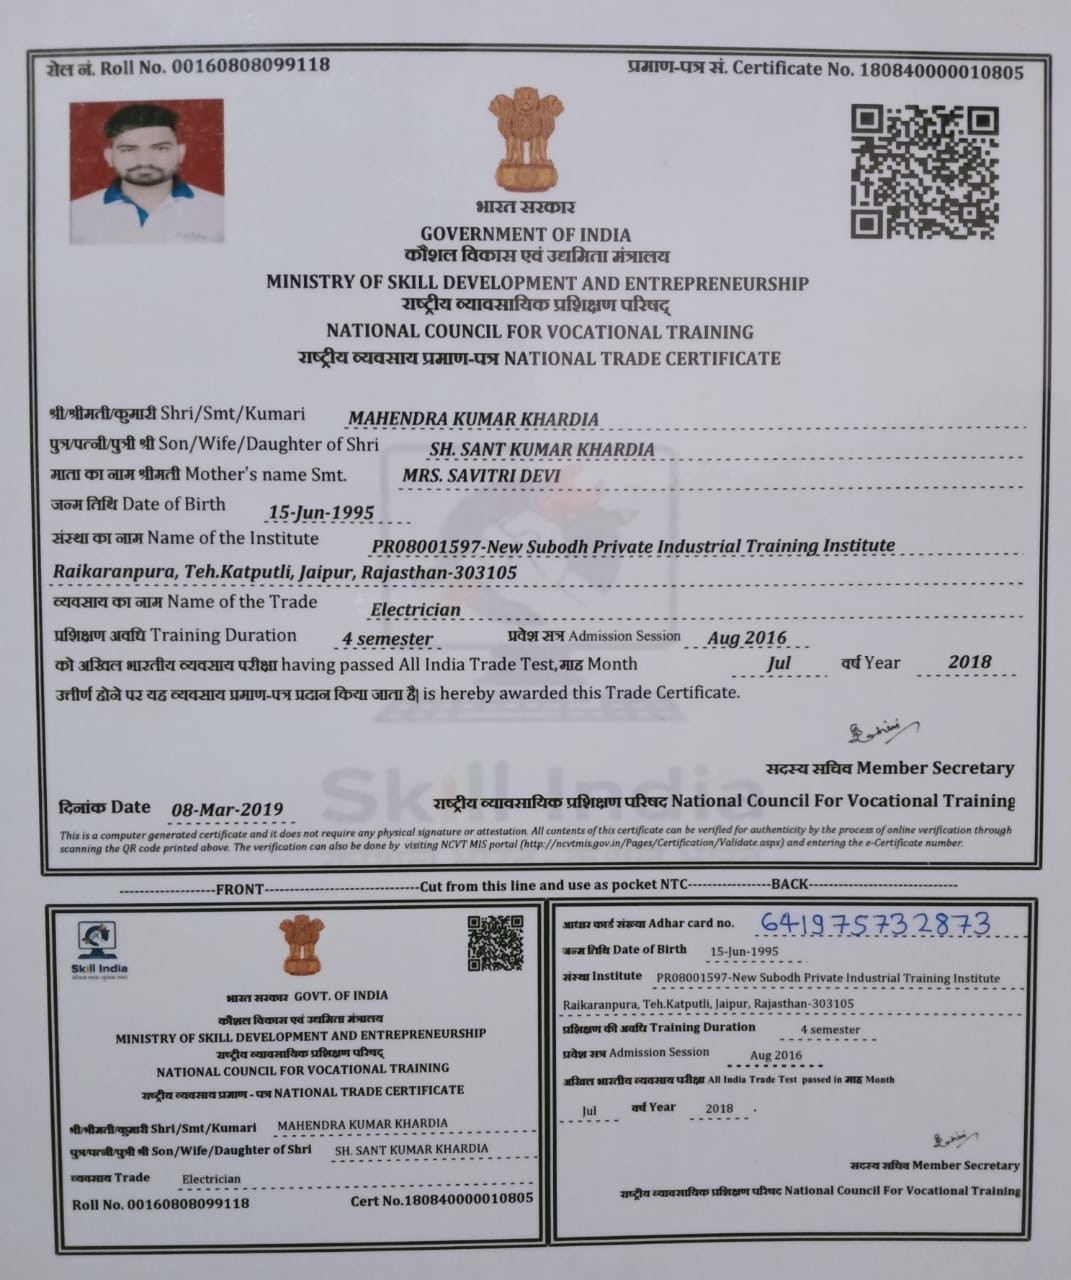 रोल नं. Roll No. 00160808099118
प्रमाण-पत्र सं. Certificate No. 180840000010805
भारत सरकार
GOVERNMENT OF INDIA
कौशल विकास एवं उद्यमिता मंत्रालय
MINISTRY OF SKILL DEVELOPMENT AND ENTREPRENEURSHIP
राष्ट्रीय व्यावसायिक प्रशिक्षण परिषद्
NATIONAL COUNCIL FOR VOCATIONAL TRAINING
राष्ट्रीय व्यवसाय प्रमाण-पत्र NATIONAL TRADE CERTIFICATE
श्री/श्रीमती/कुमारी Shri/Smt/Kumari MAHENDRA KUMAR KHARDIA
पुत्र/पत्नी/पुत्री श्री Son/Wife/Daughter of Shri SH. SANT KUMAR KHARDIA
माता का नाम श्रीमती Mother's name Smt. MRS. SAVITRI DEVI
जन्म तिथि Date of Birth 15-Jun-1995
संस्था का नाम Name of the Institute PR08001597-New Subodh Private Industrial Training Institute
Raikaranpura, Teh.Katputli, Jaipur, Rajasthan-303105
व्यवसाय का नाम Name of the Trade Electrician
प्रशिक्षण अवधि Training Duration 4 semester प्रवेश सत्र Admission Session Aug 2016
को अखिल भारतीय व्यवसाय परीक्षा having passed All India Trade Test, माह Month Jul वर्ष Year 2018
उत्तीर्ण होने पर यह व्यवसाय प्रमाण-पत्र प्रदान किया जाता है| is hereby awarded this Trade Certificate.
सदस्य सचिव Member Secretary
दिनांक Date 08-Mar-2019 राष्ट्रीय व्यावसायिक प्रशिक्षण परिषद National Council For Vocational Training
Skill India
This is a computer generated certificate and it does not require any physical signature or attestation. All contents of this certificate can be verified for authenticity by the process of online verification through
scanning the QR code printed above. The verification can also be done by visiting NCVT MIS portal (http://ncvtmis.gov.in/Pages/Certification/Validate.aspx) and entering the e-Certificate number.
--------------------FRONT--------------------------------Cut from this line and use as pocket NTC-----------------BACK-------------------------------
Skill India
भारत सरकार GOVT. OF INDIA
कौशल विकास एवं उद्यमिता मंत्रालय
MINISTRY OF SKILL DEVELOPMENT AND ENTREPRENEURSHIP
राष्ट्रीय व्यावसायिक प्रशिक्षण परिषद्
NATIONAL COUNCIL FOR VOCATIONAL TRAINING
राष्ट्रीय व्यवसाय प्रमाण - पत्र NATIONAL TRADE CERTIFICATE
श्री/श्रीमती/कुमारी Shri/Smt/Kumari MAHENDRA KUMAR KHARDIA
पुत्र/पत्नी/पुत्री श्री Son/Wife/Daughter of Shri SH. SANT KUMAR KHARDIA
व्यवसाय Trade Electrician
Roll No. 00160808099118 Cert No.180840000010805
आधार कार्ड संख्या Adhar card no. 641975732873
जन्म तिथि Date of Birth 15-Jun-1995
संस्था Institute PR08001597-New Subodh Private Industrial Training Institute
Raikaranpura, Teh.Katputli, Jaipur, Rajasthan-303105
प्रशिक्षण की अवधि Training Duration 4 semester
प्रवेश सत्र Admission Session Aug 2016
अखिल भारतीय व्यवसाय परीक्षा All India Trade Test passed in माह Month
Jul वर्ष Year 2018 .
सदस्य सचिव Member Secretary
राष्ट्रीय व्यावसायिक प्रशिक्षण परिषद National Council For Vocational Training